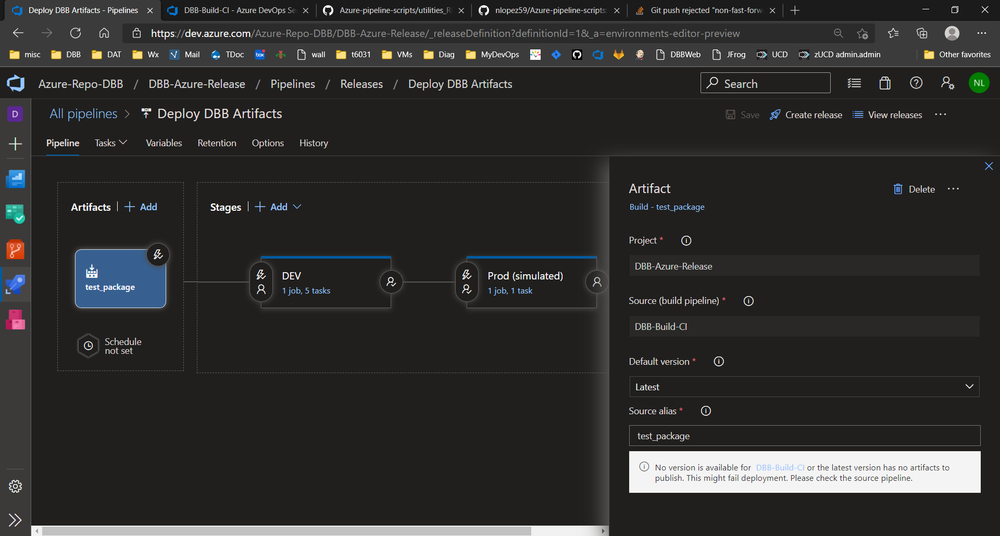 Deploy DBB Artifacts - Pipelines
DBB-Build-CI - Azure DevOps Se
Azure-pipeline-scripts/utilities_R
nlopez59/Azure-pipeline-scripts:
Git push rejected "non-fast-forw
https://dev.azure.com/Azure-Repo-DBB/DBB-Azure-Release/_releaseDefinition?definitionId=1&_a=environments-editor-preview
misc DBB DAT Wx Mail TDoc box wall t6031 VMs Diag MyDevOps DBBWeb JFrog UCD zUCD admin.admin Other favorites
Azure-Repo-DBB / DBB-Azure-Release / Pipelines / Releases / Deploy DBB Artifacts
Search
NL
D
All pipelines > Deploy DBB Artifacts
Save Create release View releases ...
Pipeline Tasks Variables Retention Options History
Artifacts | + Add
Stages | + Add
test_package
Schedule
not set
DEV
1 job, 5 tasks
Prod (simulated)
1 job, 1 task
Artifact
Delete ...
Build - test_package
Project *
DBB-Azure-Release
Source (build pipeline) *
DBB-Build-CI
Default version *
Latest
Source alias *
test_package
No version is available for DBB-Build-CI or the latest version has no artifacts to
publish. This might fail deployment. Please check the source pipeline.